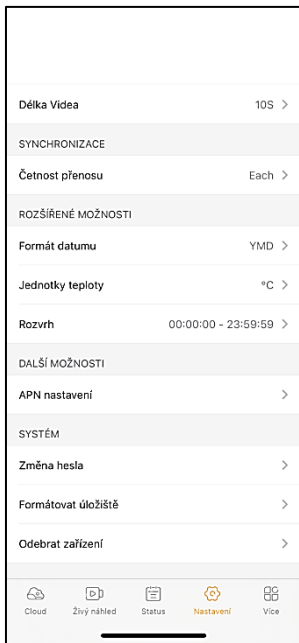 Délka Videa 10S
SYNCHRONIZACE
Četnost přenosu Each
ROZŠÍŘENÉ MOŽNOSTI
Formát datumu YMD
Jednotky teploty °C
Rozvrh 00:00:00 - 23:59:59
DALŠÍ MOŽNOSTI
APN nastavení
SYSTÉM
Změna hesla
Formátovat úložiště
Odebrat zařízení
Cloud Živý náhled Status Nastavení Více